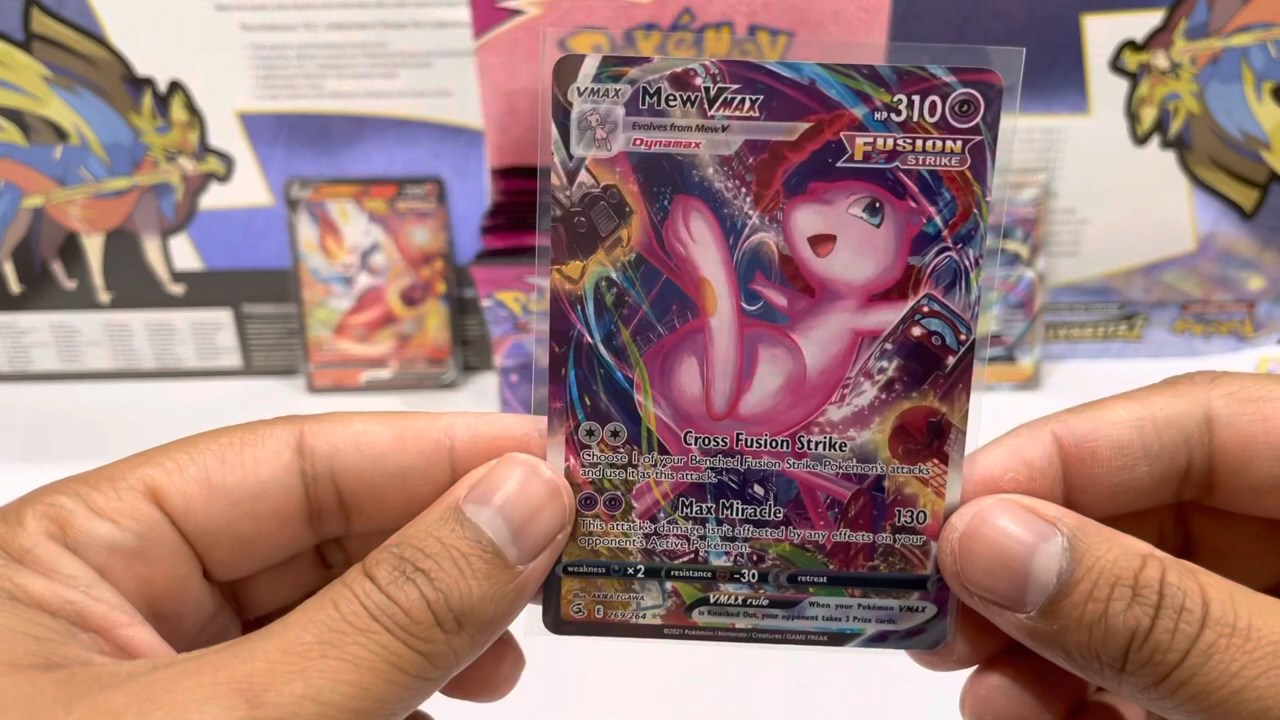 Pokémon
VMAX
Mew VMAX
HP 310
Evolves from Mew V
Dynamax
FUSION
STRIKE
Cross Fusion Strike
Choose 1 of your Benched Fusion Strike Pokémon's attacks
and use it as this attack.
Max Miracle 130
This attack's damage isn't affected by any effects on your
opponent's Active Pokémon.
weakness ×2 resistance -30 retreat
Illus. AKIRA EGAWA
E 269/264
VMAX rule When your Pokémon VMAX
is Knocked Out, your opponent takes 3 Prize cards.
©2021 Pokémon / Nintendo / Creatures / GAME FREAK